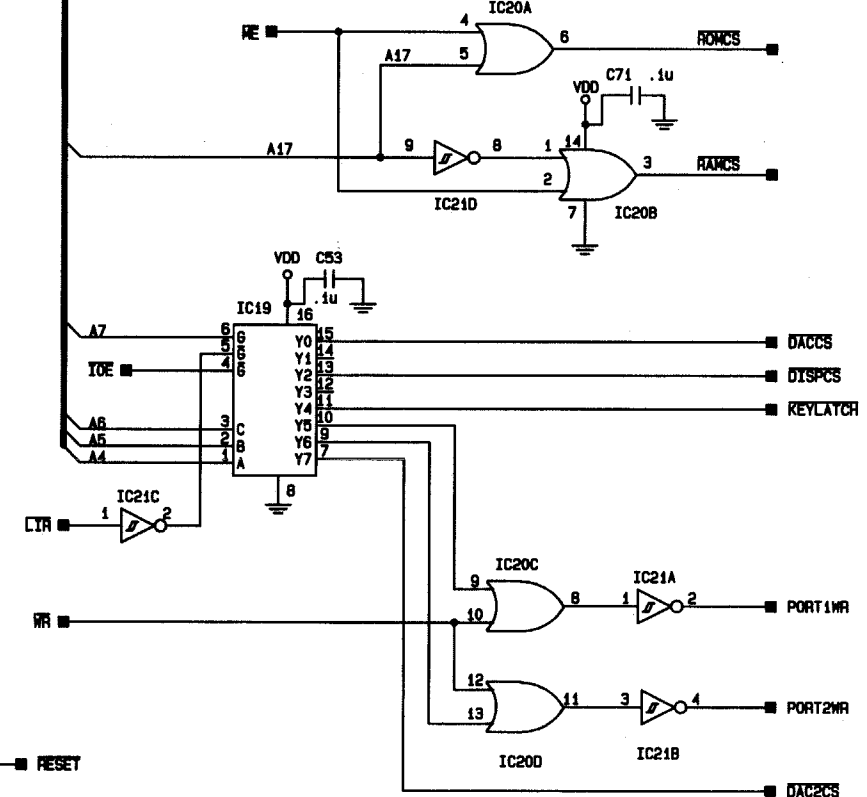 IC20A
ME 4 6 ROMCS
A17 5
C71 .1u
VDD
A17 9 8 1 14 3 RAMCS
2
IC21D 7 IC20B
VDD C53
.1u
IC19 16
A7 6 G Y0 15 DACCS
5 G Y1 14
IOE 4 G Y2 13 DISPCS
Y3 12
Y4 11 KEYLATCH
A6 3 C Y5 10
A5 2 B Y6 9
A4 1 A Y7 7
8
IC21C
LIR 1 2
IC20C IC21A
9 8 1 2 PORT1WR
WR 10
12 11 3 4 PORT2WR
13
IC20D IC21B
RESET
DAC2CS